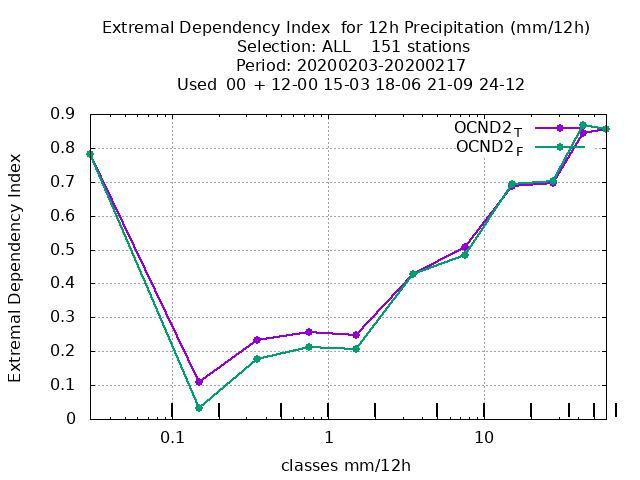 Extremal Dependency Index  for 12h Precipitation (mm/12h)
Selection: ALL    151 stations
Period: 20200203-20200217
Used  00 + 12-00 15-03 18-06 21-09 24-12
OCND2T
OCND2F
0.9
0.8
0.7
0.6
0.5
0.4
0.3
0.2
0.1
0
Extremal Dependency Index
0.1 1 10
classes mm/12h